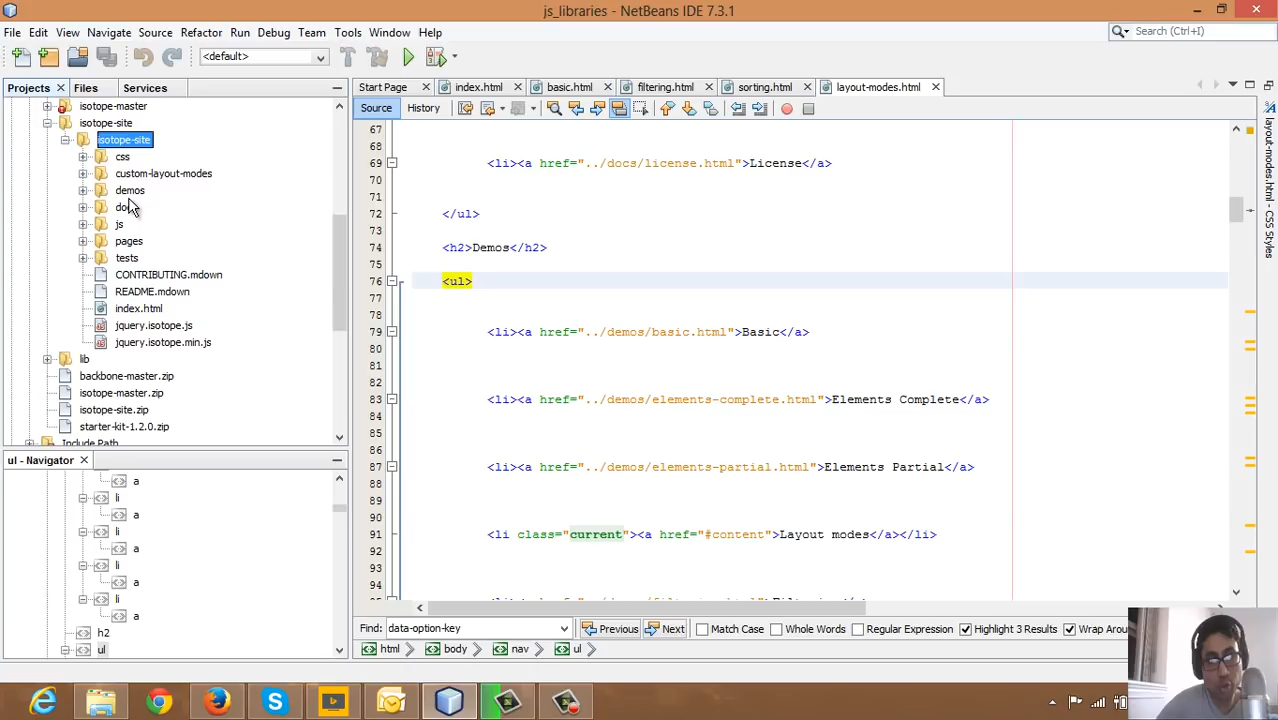 js_libraries - NetBeans IDE 7.3.1
File Edit View Navigate Source Refactor Run Debug Team Tools Window Help
Search (Ctrl+I)
<default>
Projects Files Services
Start Page index.html basic.html filtering.html sorting.html layout-modes.html
Source History
isotope-master
isotope-site
isotope-site
css
custom-layout-modes
demos
js
pages
tests
CONTRIBUTING.mdown
README.mdown
index.html
jquery.isotope.js
jquery.isotope.min.js
lib
backbone-master.zip
isotope-master.zip
isotope-site.zip
starter-kit-1.2.0.zip
Include Path
67
68
69 <li><a href="../docs/license.html">License</a>
70
71
72 </ul>
73
74 <h2>Demos</h2>
75
76 <ul>
77
78
79 <li><a href="../demos/basic.html">Basic</a>
80
81
82
83 <li><a href="../demos/elements-complete.html">Elements Complete</a>
84
85
86
87 <li><a href="../demos/elements-partial.html">Elements Partial</a>
88
89
90
91 <li class="current"><a href="#content">Layout modes</a></li>
92
93
94
layout-modes.html - CSS Styles
ul - Navigator
a
li
a
li
a
li
a
li
a
h2
ul
Find: data-option-key Previous Next Match Case Whole Words Regular Expression Highlight 3 Results Wrap Arou
html body nav ul